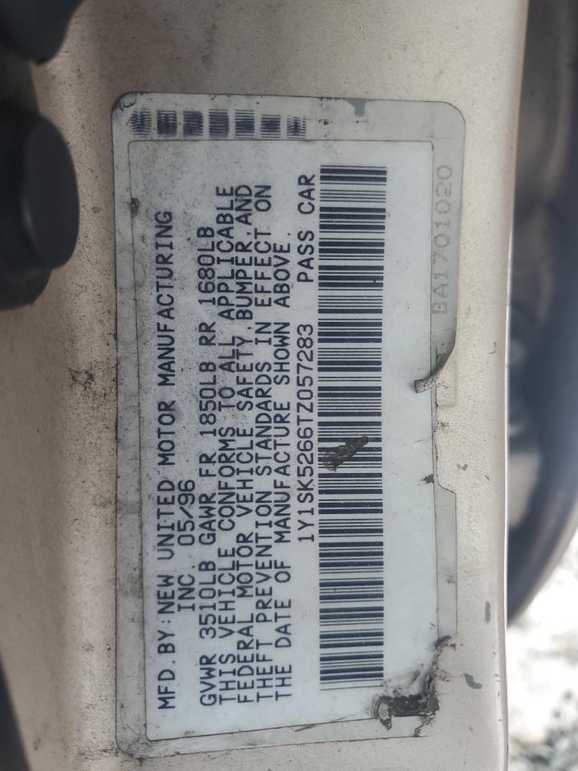 MFD.BY:NEW UNITED MOTOR MANUFACTURING
INC. 05/96
GVWR 3510LB GAWR FR 1850LB RR 1680LB
THIS VEHICLE CONFORMS TO ALL APPLICABLE
FEDERAL MOTOR VEHICLE SAFETY,BUMPER,AND
THEFT PREVENTION STANDARDS IN EFFECT ON
THE DATE OF MANUFACTURE SHOWN ABOVE.
1Y1SK5266TZ057283 PASS CAR
BA1701020